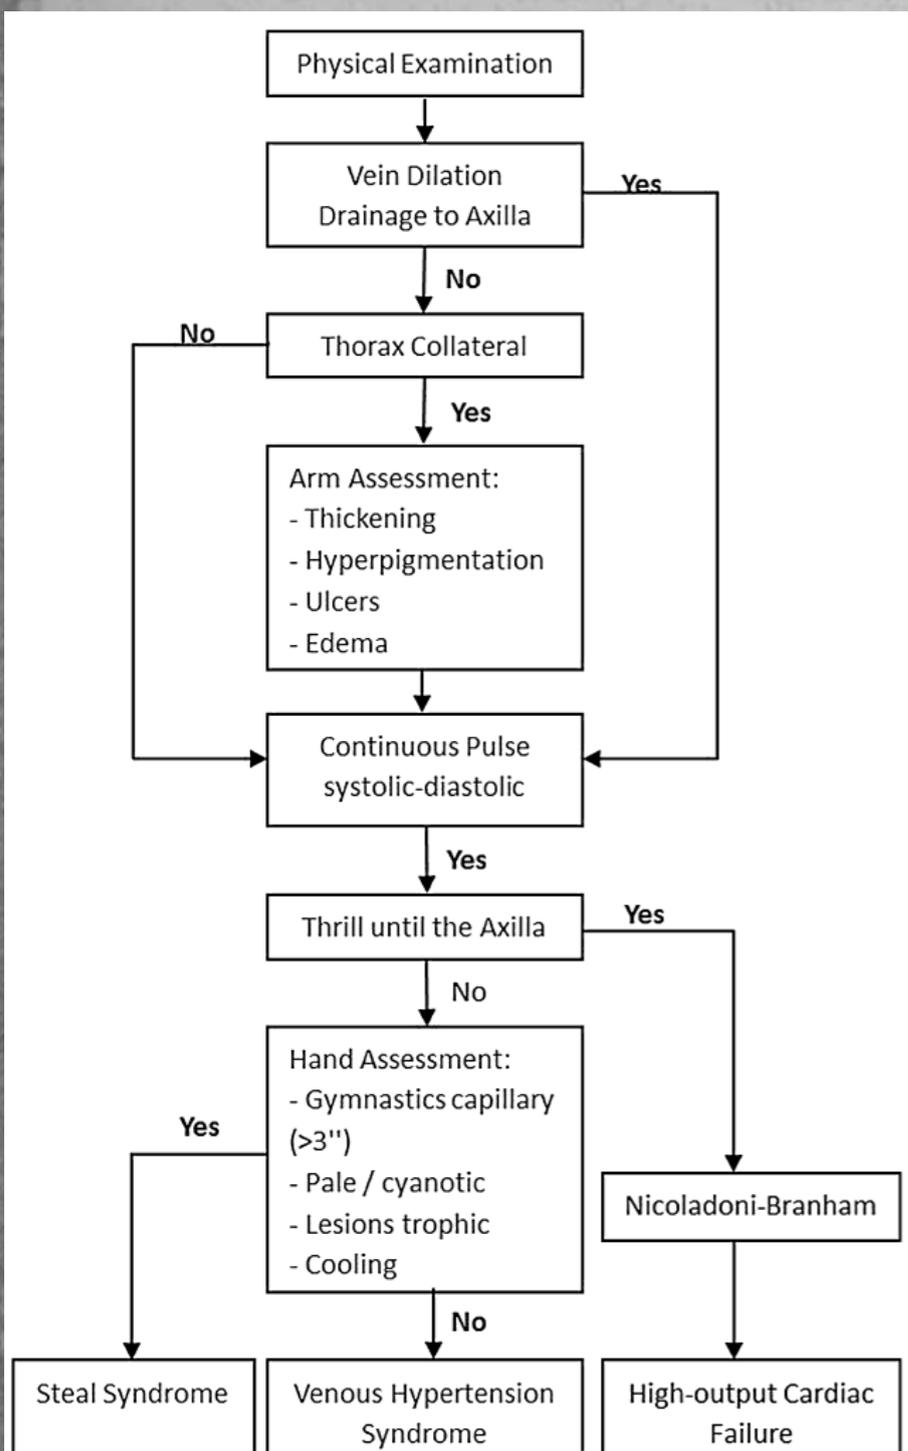 Physical Examination
Vein Dilation
Drainage to Axilla
Yes
No
No
Thorax Collateral
Yes
Arm Assessment:
- Thickening
- Hyperpigmentation
- Ulcers
- Edema
Continuous Pulse
systolic-diastolic
Yes
Thrill until the Axilla
Yes
No
Hand Assessment:
- Gymnastics capillary
(>3'')
- Pale / cyanotic
- Lesions trophic
- Cooling
Yes
Nicoladoni-Branham
No
Steal Syndrome
Venous Hypertension
Syndrome
High-output Cardiac
Failure